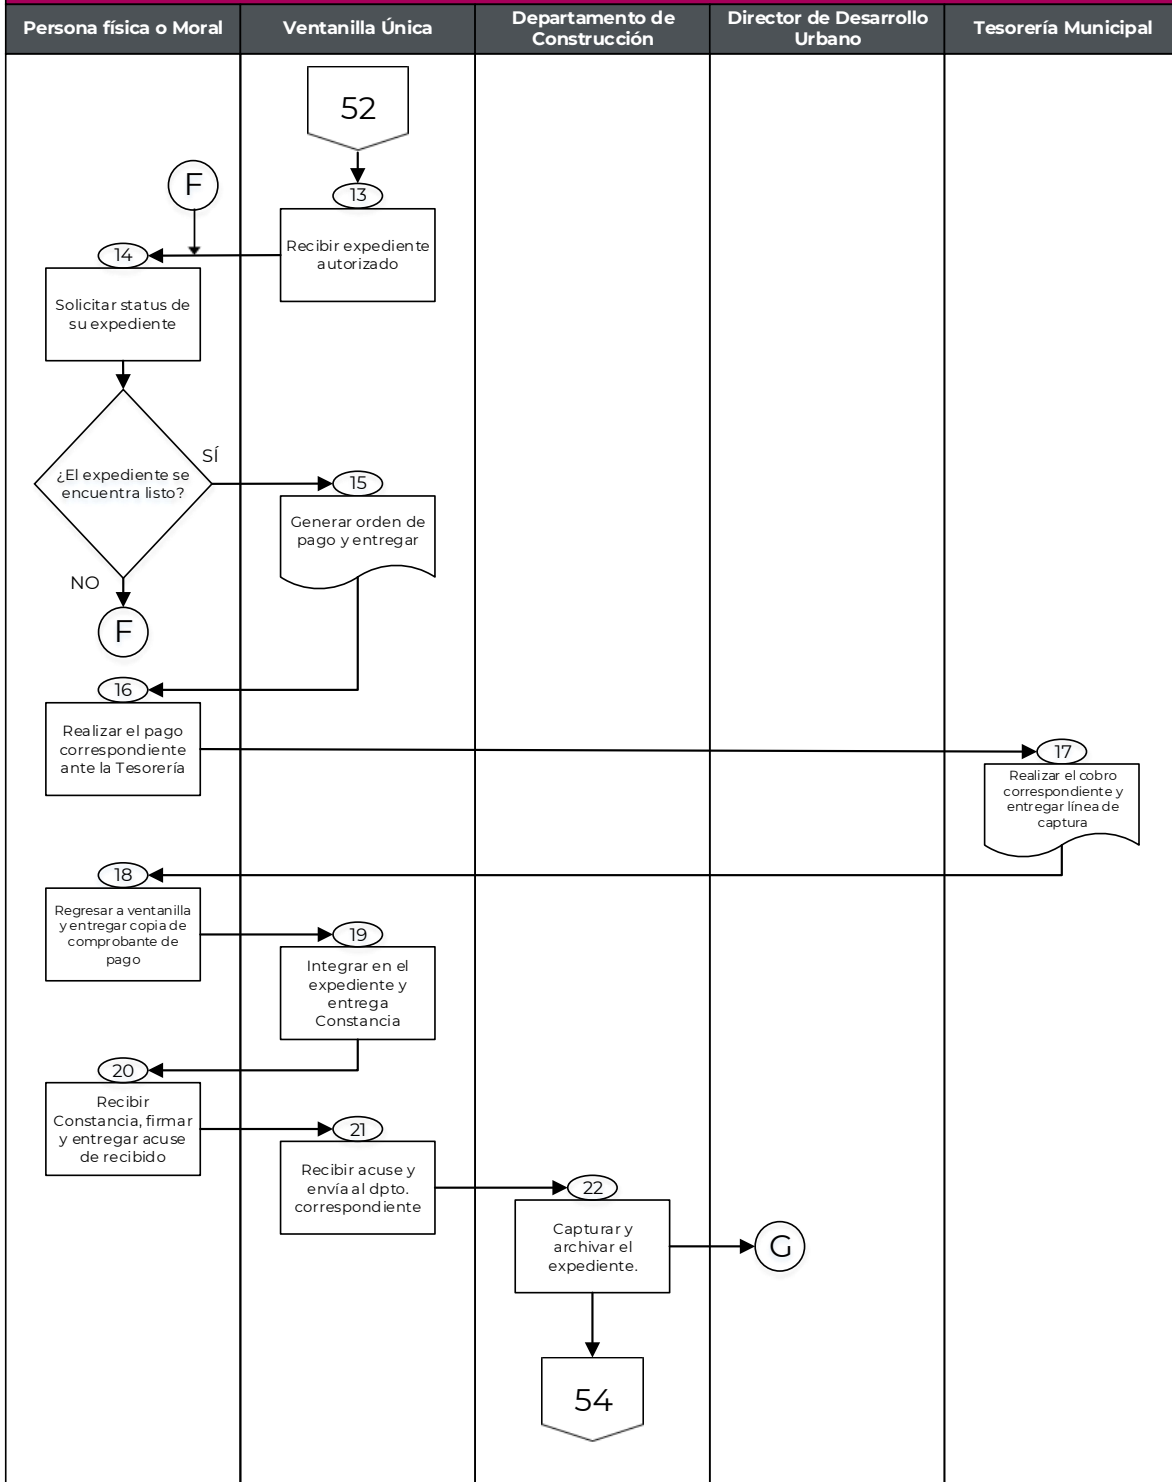 Persona física o Moral
Ventanilla Única
Departamento de
Construcción
Director de Desarrollo
Urbano
Tesorería Municipal
52
F
13
Recibir expediente
autorizado
14
Solicitar status de
su expediente
¿El expediente se
encuentra listo?
SÍ
NO
F
15
Generar orden de
pago y entregar
16
Realizar el pago
correspondiente
ante la Tesorería
17
Realizar el cobro
correspondiente y
entregar línea de
captura
18
Regresar a ventanilla
y entregar copia de
comprobante de
pago
19
Integrar en el
expediente y
entrega
Constancia
20
Recibir
Constancia, firmar
y entregar acuse
de recibido
21
Recibir acuse y
envía al dpto.
correspondiente
22
Capturar y
archivar el
expediente.
G
54